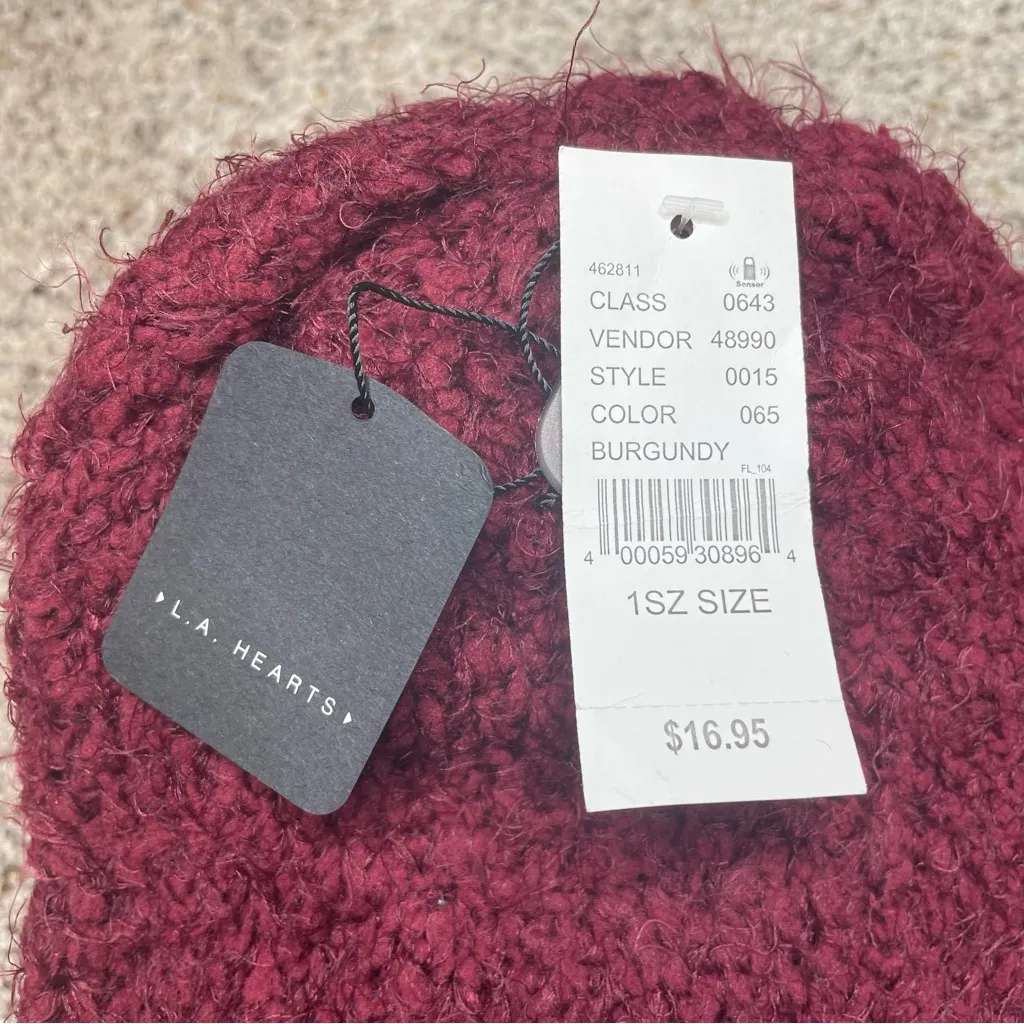 L.A. HEARTS
462811
Sensor
CLASS 0643
VENDOR 48990
STYLE 0015
COLOR 065
BURGUNDY
FL_104
4 00059 30896 4
1SZ SIZE
$16.95